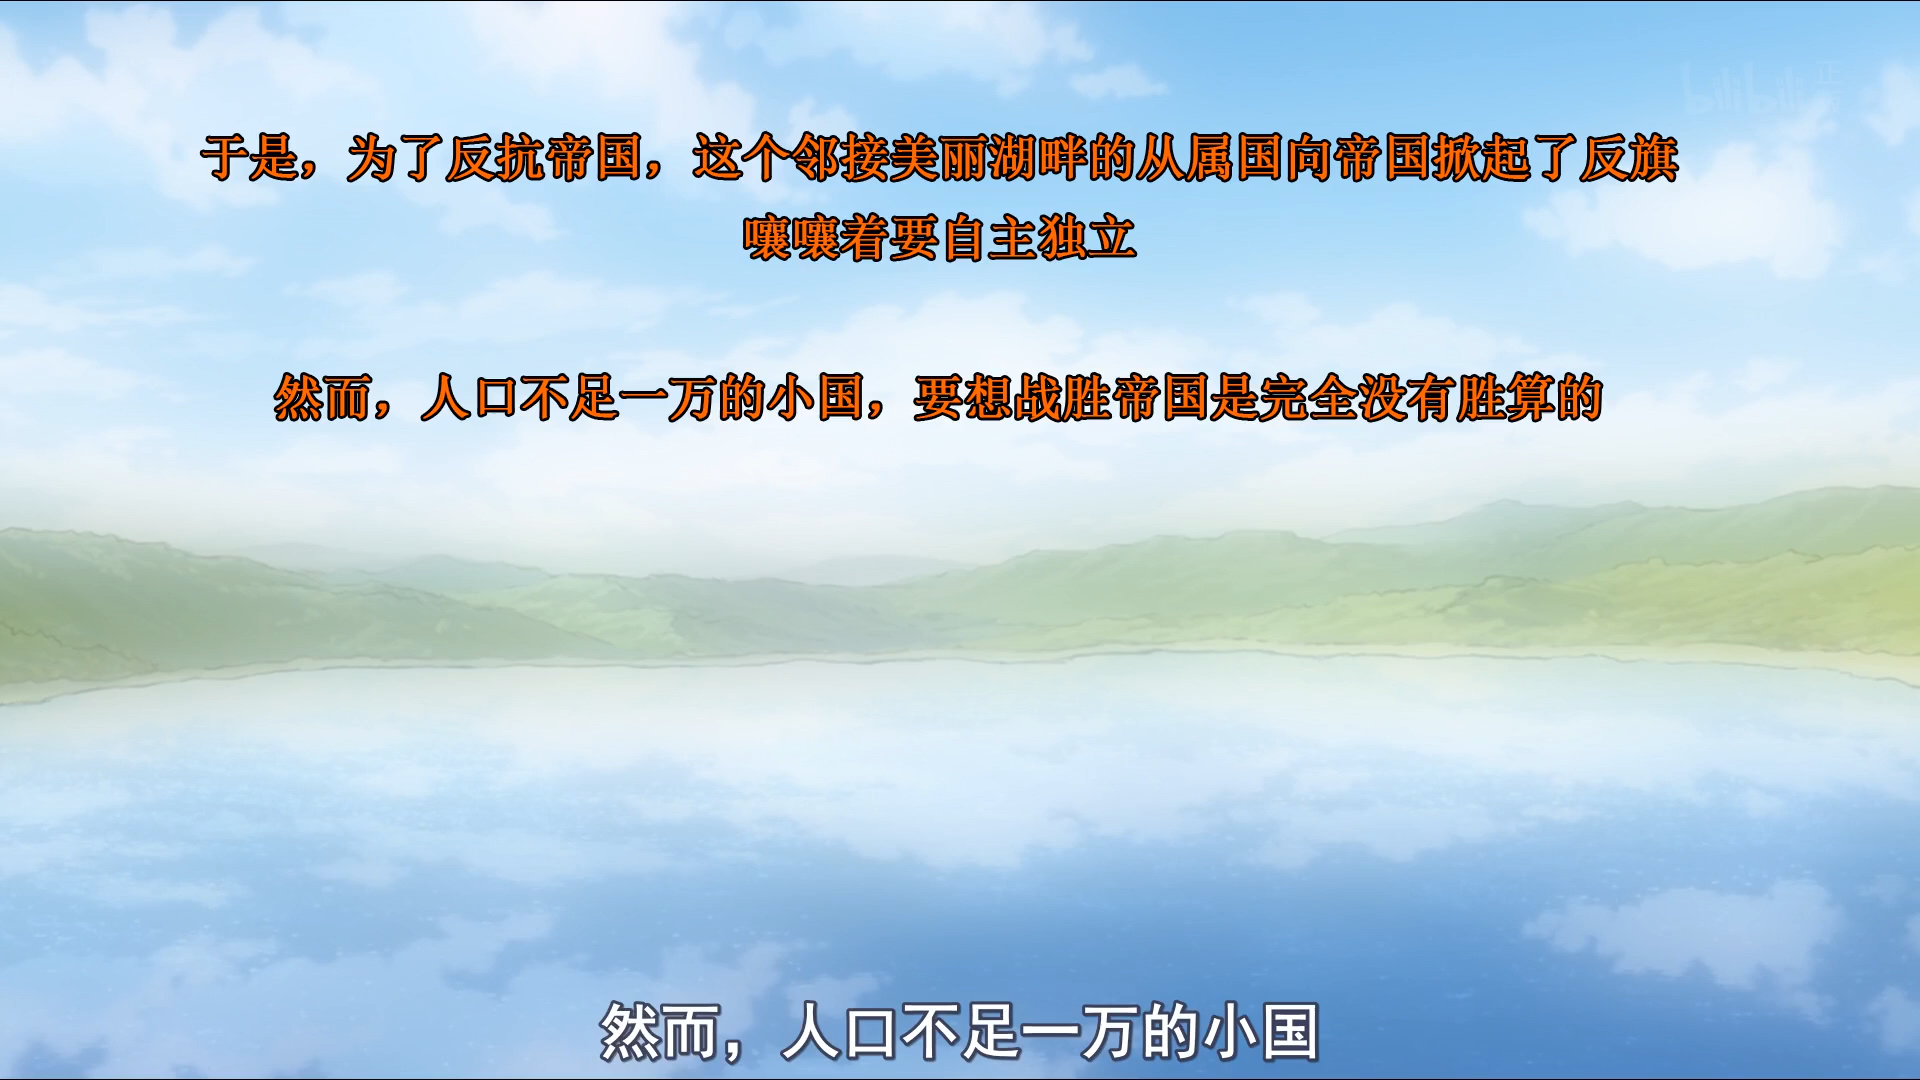 bilibili
于是，为了反抗帝国，这个邻接美丽湖畔的从属国向帝国掀起了反旗
嚷嚷着要自主独立
然而，人口不足一万的小国，要想战胜帝国是完全没有胜算的
然而，人口不足一万的小国